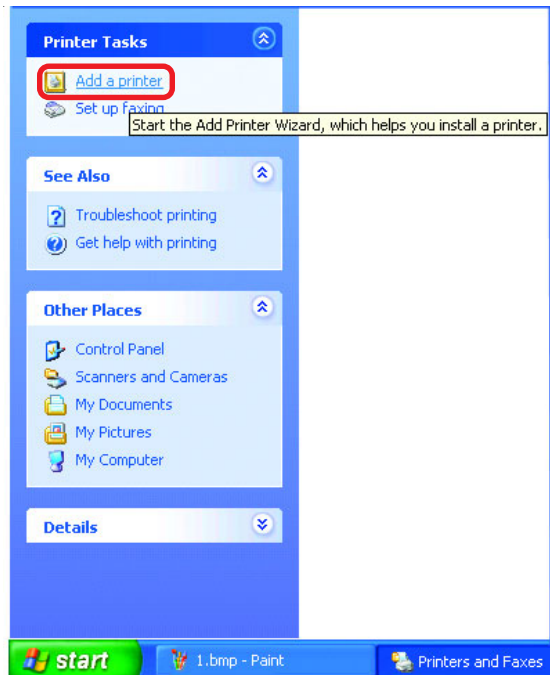 Printer Tasks
Add a printer
Set up faxing
Start the Add Printer Wizard, which helps you install a printer.
See Also
Troubleshoot printing
Get help with printing
Other Places
Control Panel
Scanners and Cameras
My Documents
My Pictures
My Computer
Details
start
1.bmp - Paint
Printers and Faxes